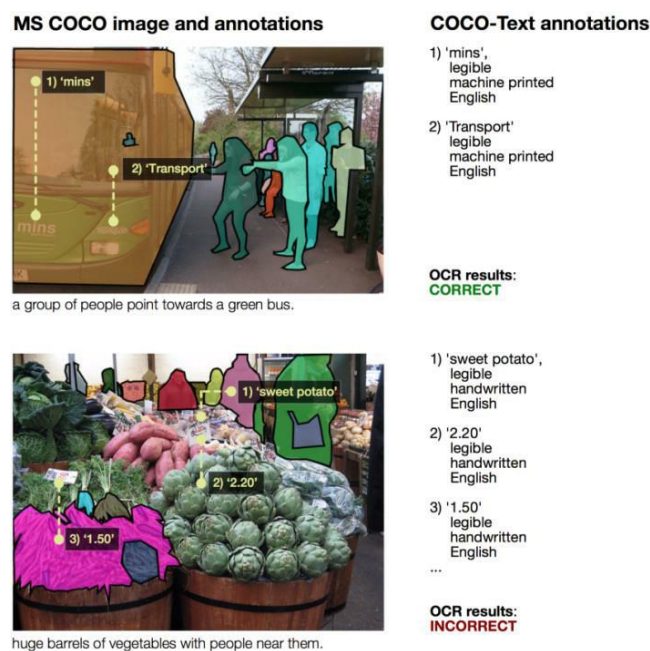 MS COCO image and annotations
COCO-Text annotations
1) 'mins'
2) 'Transport'
mins
a group of people point towards a green bus.
1) 'mins',
legible
machine printed
English
2) 'Transport'
legible
machine printed
English
OCR results:
CORRECT
1) 'sweet potato'
2) '2.20'
3) '1.50'
huge barrels of vegetables with people near them.
1) 'sweet potato',
legible
handwritten
English
2) '2.20'
legible
handwritten
English
3) '1.50'
legible
handwritten
English
...
OCR results:
INCORRECT